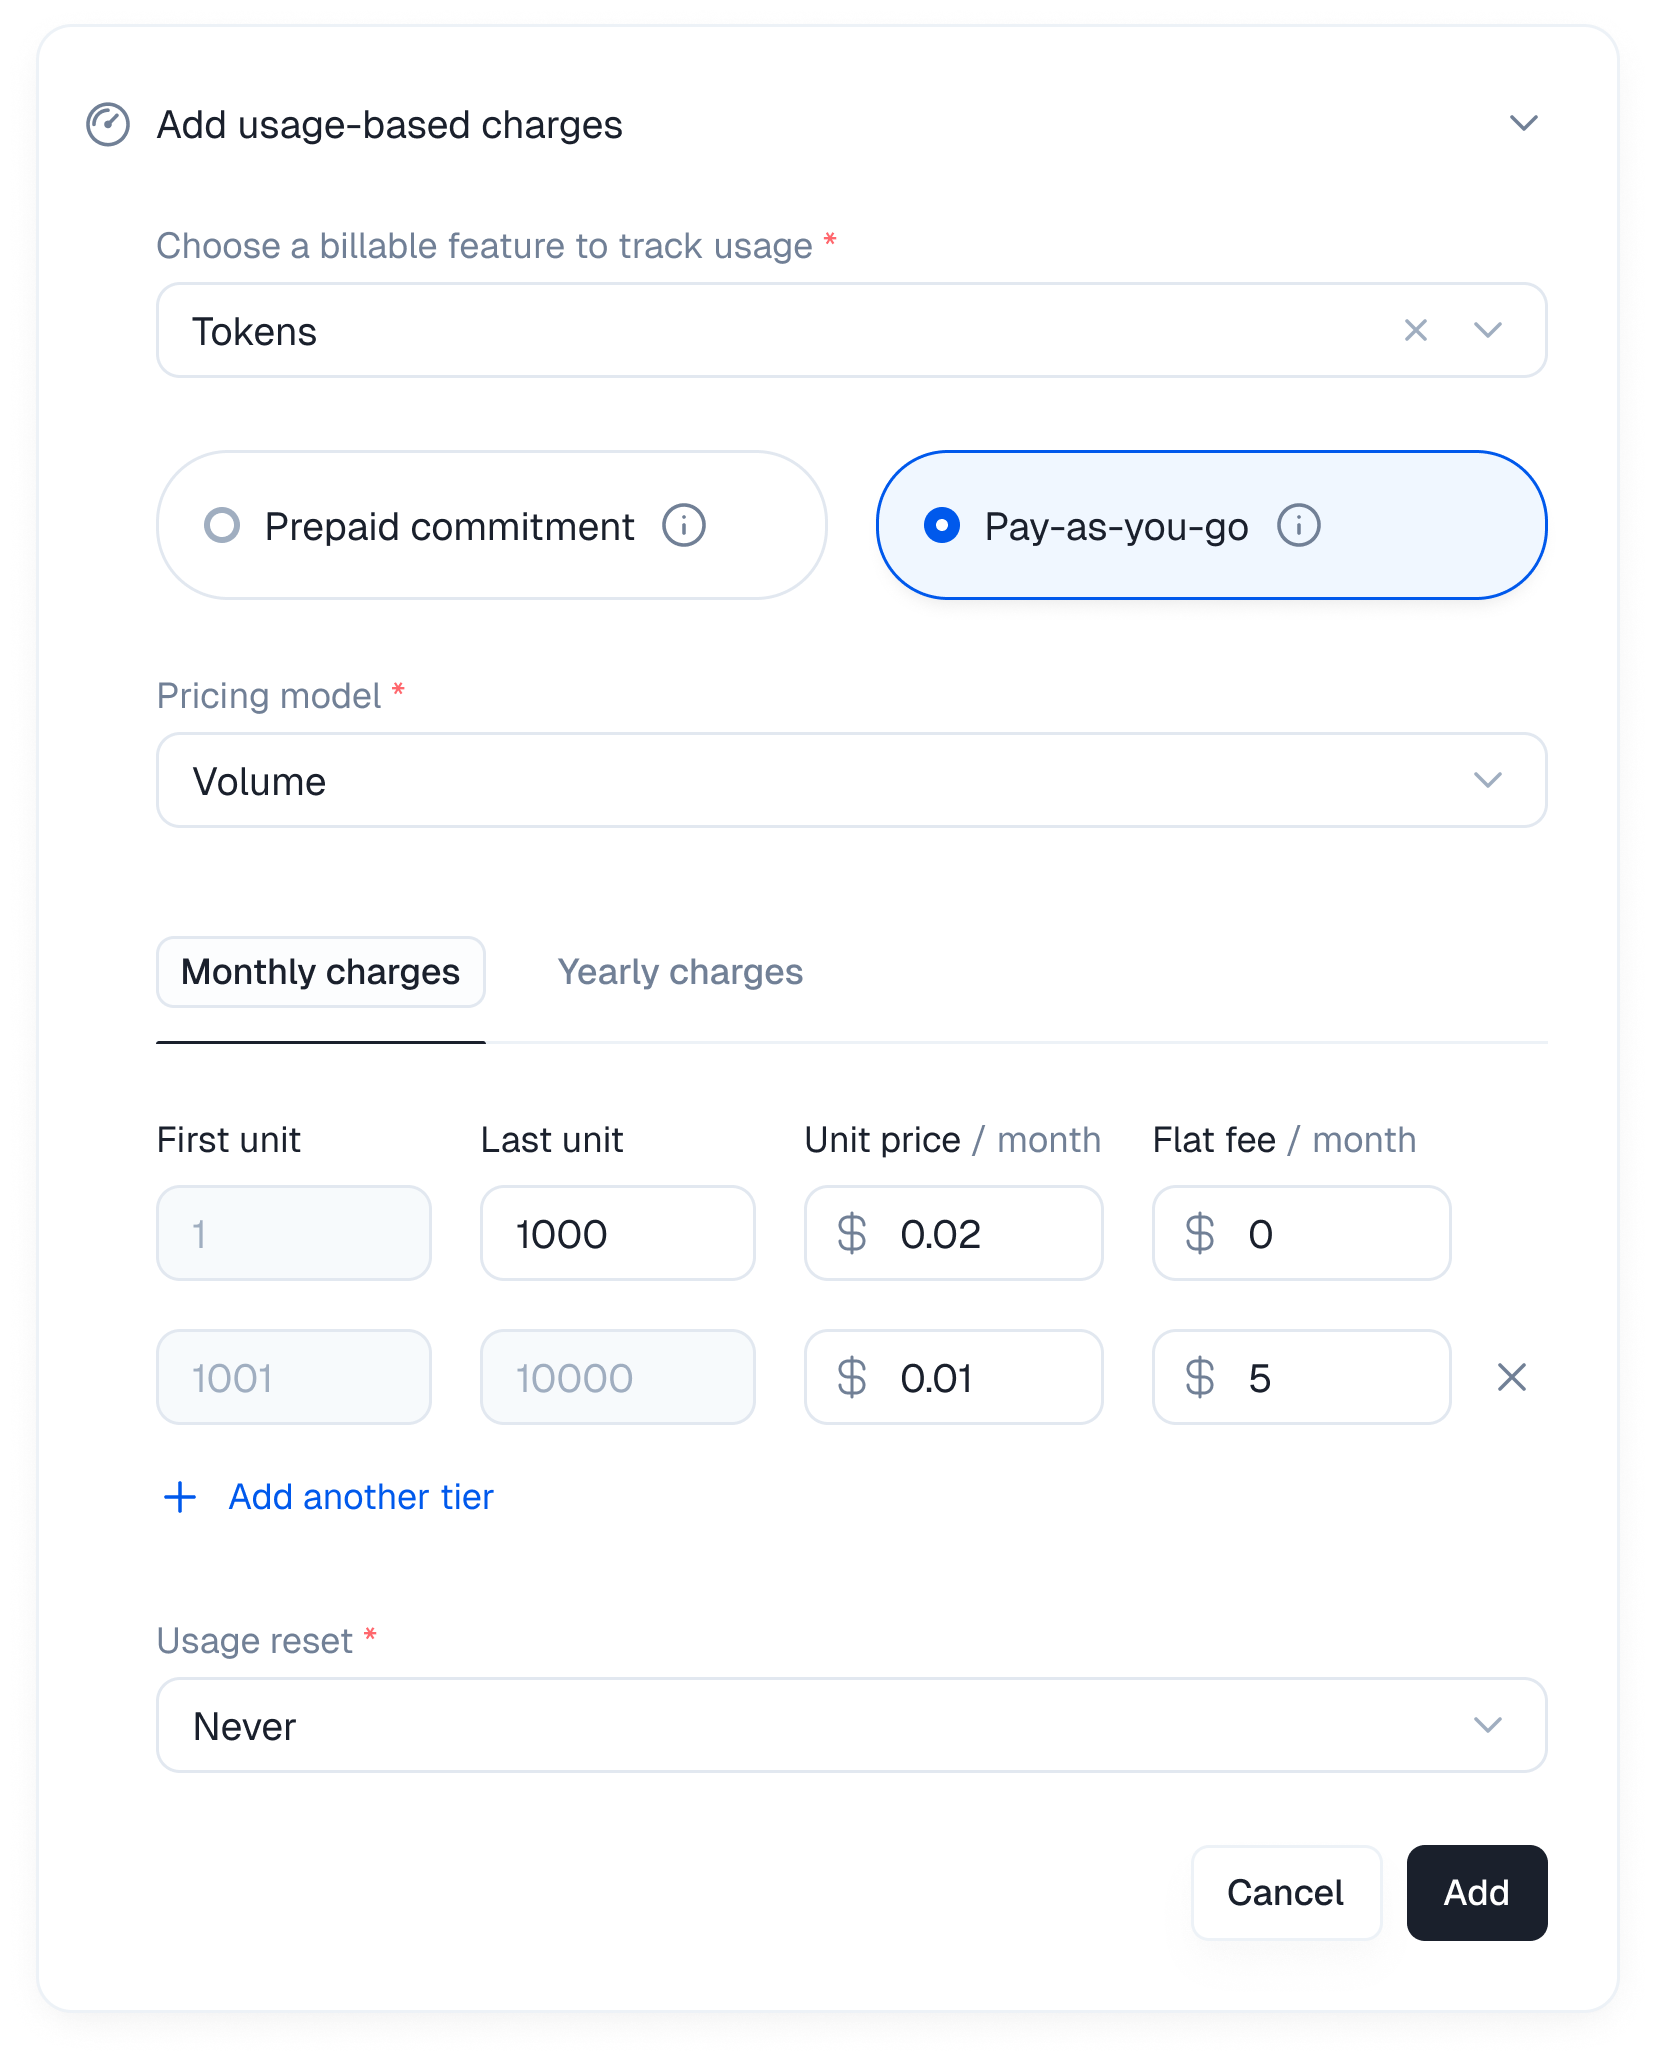 Add usage-based charges
Choose a billable feature to track usage *
Tokens
Prepaid commitment
Pay-as-you-go
Pricing model *
Volume
Monthly charges
Yearly charges
First unit
Last unit
Unit price / month
Flat fee / month
1
1000
$ 0.02
$ 0
1001
10000
$ 0.01
$ 5
Add another tier
Usage reset *
Never
Cancel
Add